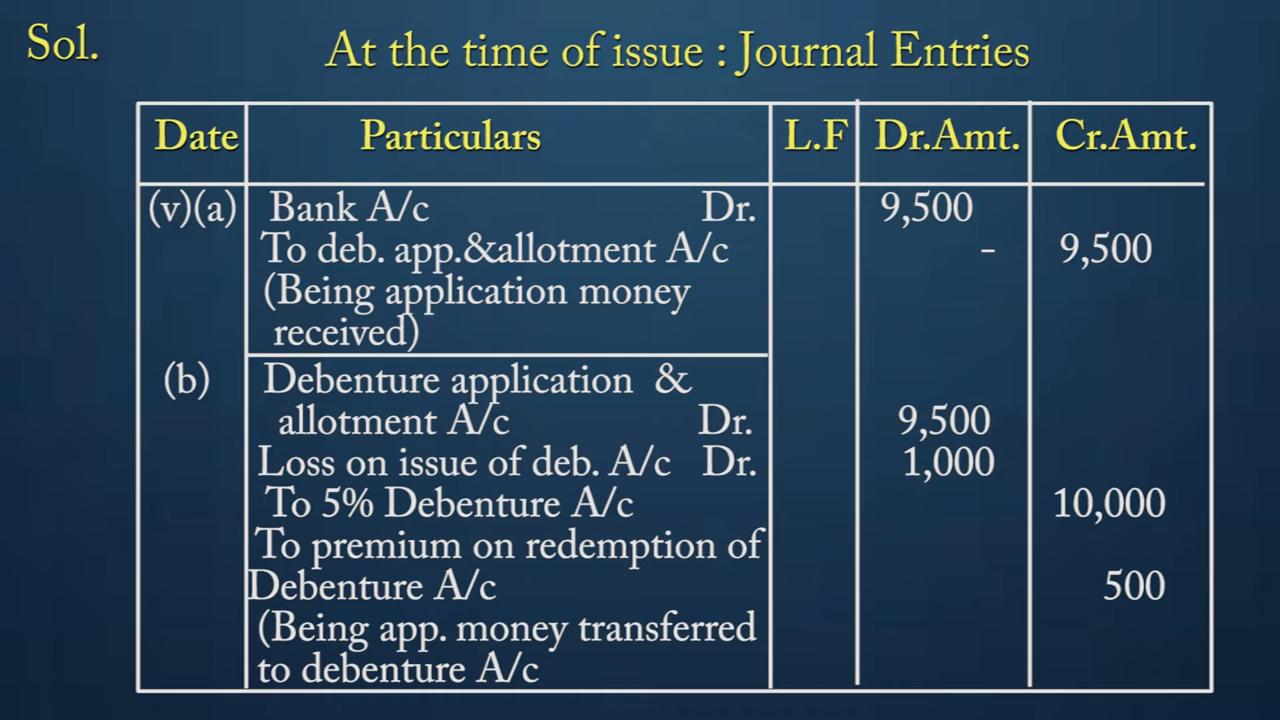 Sol.
At the time of issue : Journal Entries
Date Particulars L.F Dr.Amt. Cr.Amt.
(v)(a) Bank A/c Dr. 9,500
To deb. app.&allotment A/c - 9,500
(Being application money
received)
(b) Debenture application &
allotment A/c Dr. 9,500
Loss on issue of deb. A/c Dr. 1,000
To 5% Debenture A/c 10,000
To premium on redemption of
Debenture A/c 500
(Being app. money transferred
to debenture A/c